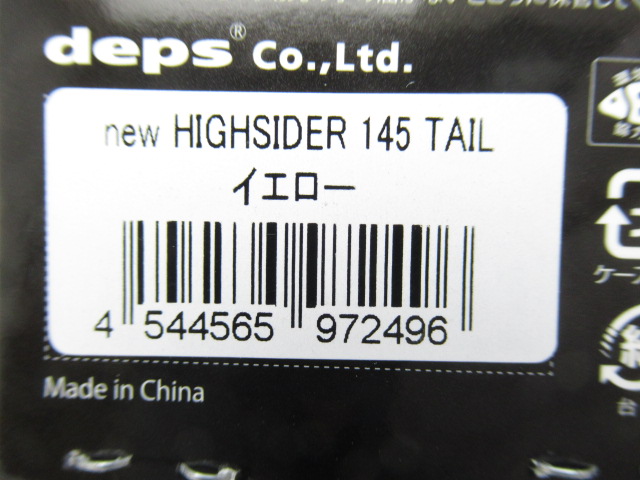 deps® Co.,Ltd.
new HIGHSIDER 145 TAIL
イエロー
4 544565 972496
Made in China